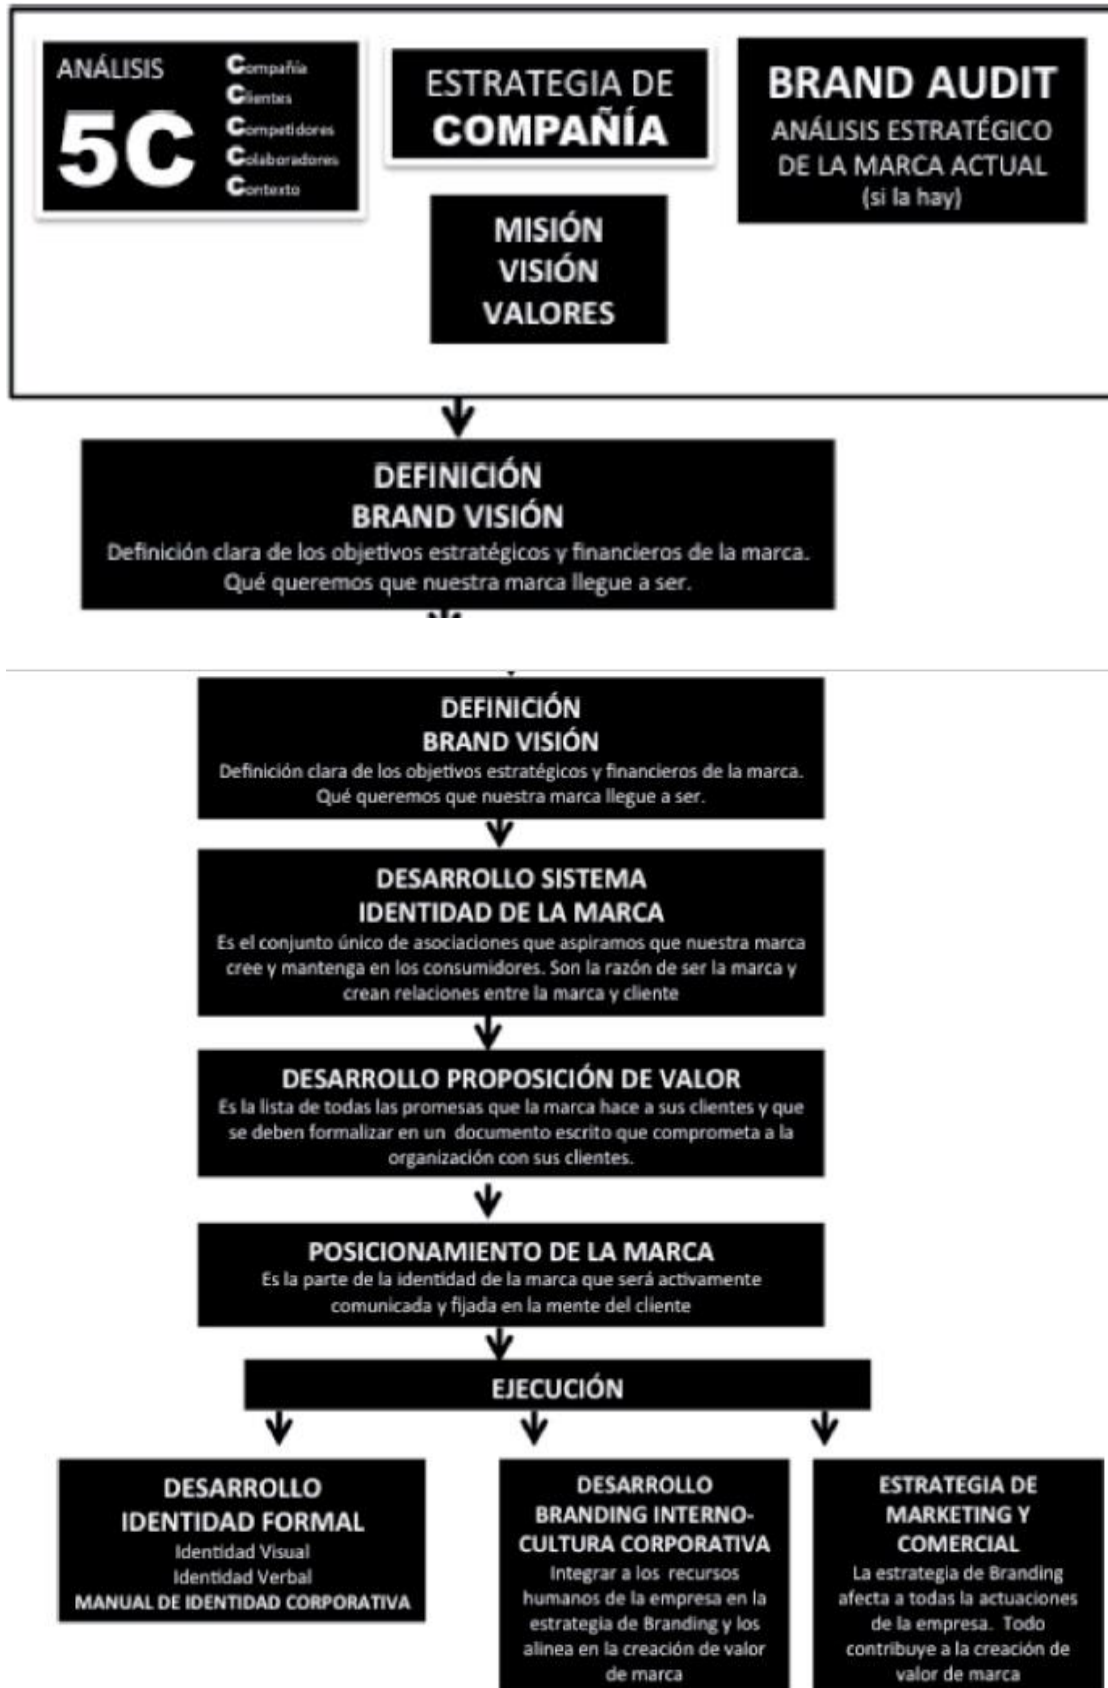 ANÁLISIS
5C
Compañía
Clientes
Competidores
Colaboradores
Contexto
ESTRATEGIA DE
COMPAÑÍA
MISIÓN
VISIÓN
VALORES
BRAND AUDIT
ANÁLISIS ESTRATÉGICO
DE LA MARCA ACTUAL
(si la hay)
DEFINICIÓN
BRAND VISIÓN
Definición clara de los objetivos estratégicos y financieros de la marca.
Qué queremos que nuestra marca llegue a ser.
DEFINICIÓN
BRAND VISIÓN
Definición clara de los objetivos estratégicos y financieros de la marca.
Qué queremos que nuestra marca llegue a ser.
DESARROLLO SISTEMA
IDENTIDAD DE LA MARCA
Es el conjunto único de asociaciones que aspiramos que nuestra marca
cree y mantenga en los consumidores. Son la razón de ser la marca y
crean relaciones entre la marca y cliente
DESARROLLO PROPOSICIÓN DE VALOR
Es la lista de todas las promesas que la marca hace a sus clientes y que
se deben formalizar en un documento escrito que comprometa a la
organización con sus clientes.
POSICIONAMIENTO DE LA MARCA
Es la parte de la identidad de la marca que será activamente
comunicada y fijada en la mente del cliente
EJECUCIÓN
DESARROLLO
IDENTIDAD FORMAL
Identidad Visual
Identidad Verbal
MANUAL DE IDENTIDAD CORPORATIVA
DESARROLLO
BRANDING INTERNO-
CULTURA CORPORATIVA
Integrar a los recursos
humanos de la empresa en la
estrategia de Branding y los
alinea en la creación de valor
de marca
ESTRATEGIA DE
MARKETING Y
COMERCIAL
La estrategia de Branding
afecta a todas la actuaciones
de la empresa. Todo
contribuye a la creación de
valor de marca